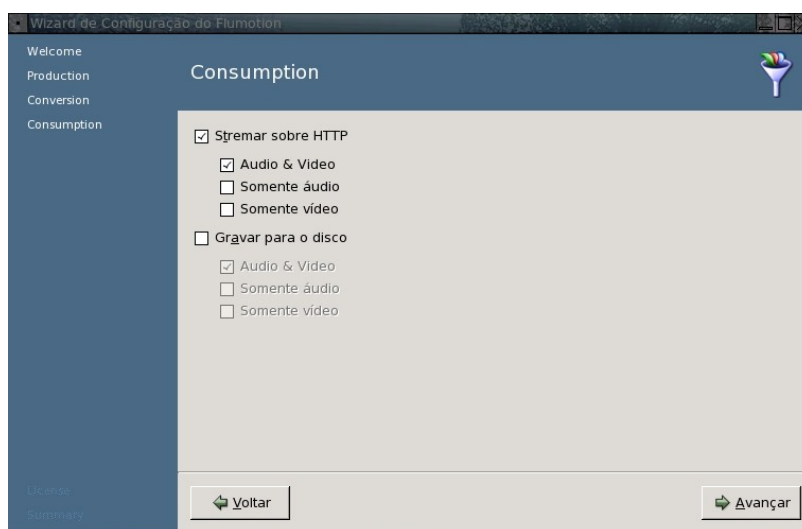 Wizard de Configuração do Flumotion
Welcome
Production
Conversion
Consumption
Consumption
Stremar sobre HTTP
Audio & Video
Somente áudio
Somente vídeo
Gravar para o disco
Audio & Video
Somente áudio
Somente vídeo
License
Summary
Voltar
Avançar